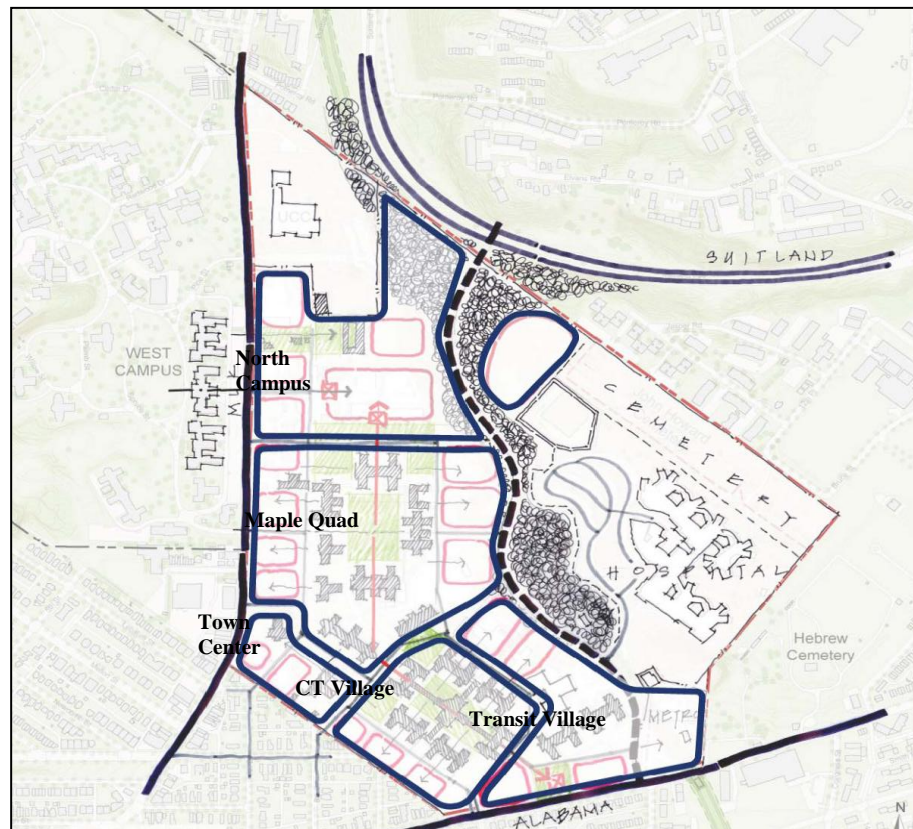 UCC
SUITLAND
WEST
CAMPUS
North
Campus
M L
CEMETERY
Maple Quad
HOSPITAL
Town
Center
Hebrew
Cemetery
CT Village
Transit Village
METRO
ALABAMA
N